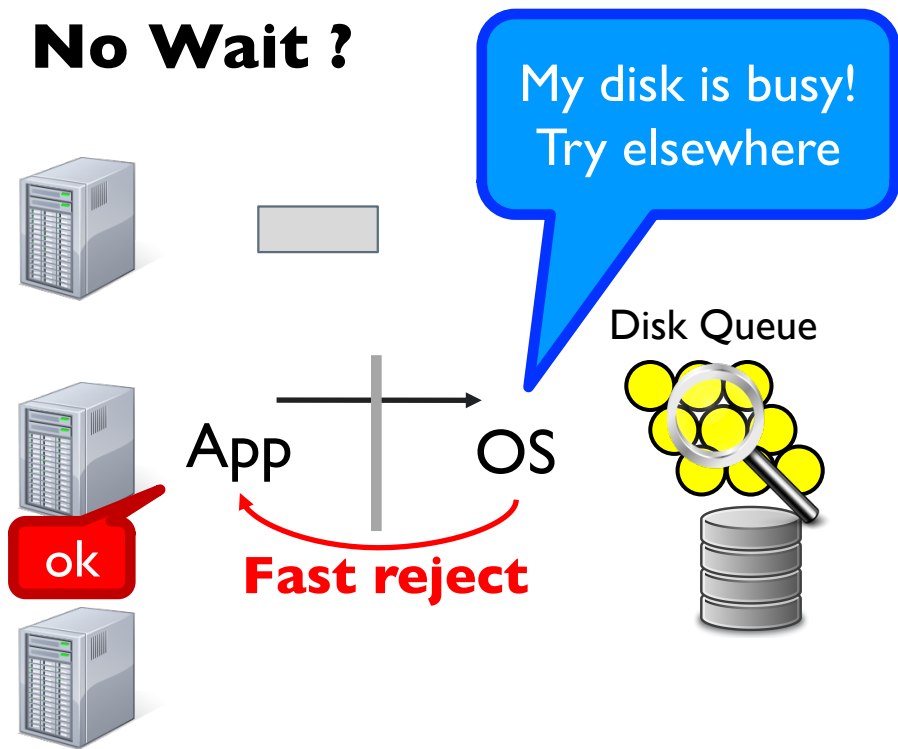 No Wait ?
My disk is busy!
Try elsewhere
Disk Queue
App
OS
ok
Fast reject